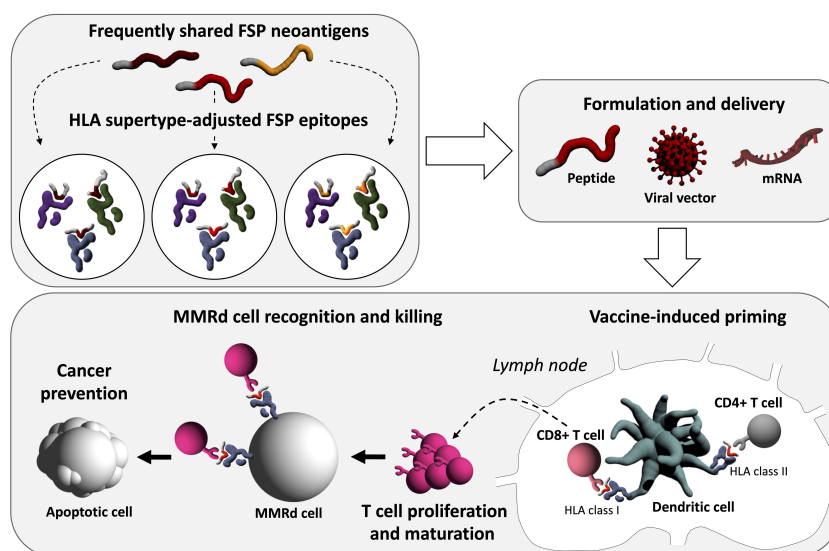 Frequently shared FSP neoantigens
HLA supertype-adjusted FSP epitopes
Formulation and delivery
Peptide
Viral vector
mRNA
MMRd cell recognition and killing
Vaccine-induced priming
Cancer
prevention
Lymph node
CD4+ T cell
CD8+ T cell
HLA class II
HLA class I
Dendritic cell
Apoptotic cell
MMRd cell
T cell proliferation
and maturation